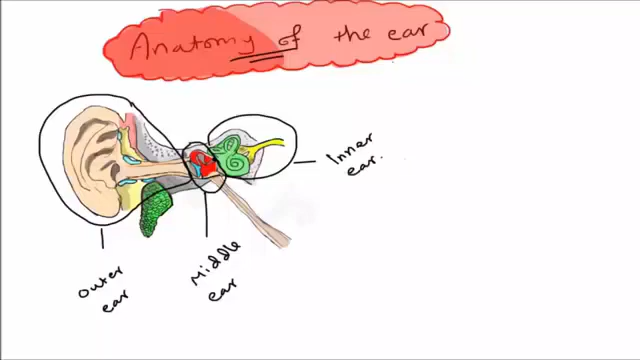 Anatomy of the ear
Inner
ear.
Middle
ear
Outer
ear